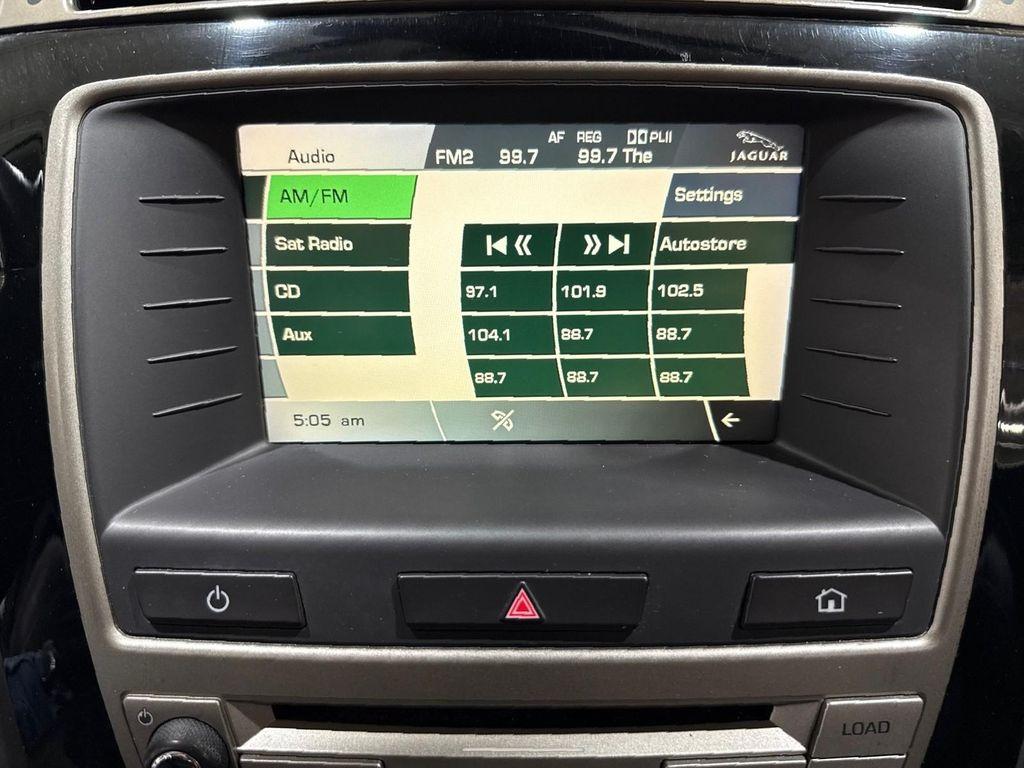 AF REG DD PLII
Audio FM2 99.7 99.7 The JAGUAR
AM/FM Settings
Sat Radio Autostore
CD 97.1 101.9 102.5
Aux 104.1 88.7 88.7
88.7 88.7 88.7
5:05 am
LOAD